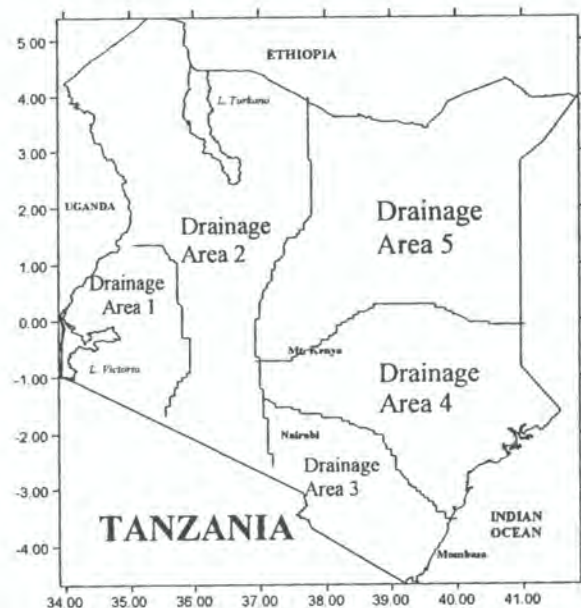 5.00
4.00
3.00
2.00
1.00
0.00
-1.00
-2.00
-3.00
-4.00
ETHIOPIA
L. Turkana
UGANDA
Drainage
Area 2
Drainage
Area 5
Drainage
Area 1
L. Victoria
Mt. Kenya
Drainage
Area 4
Nairobi
Drainage
Area 3
TANZANIA
INDIAN
OCEAN
Mombasa
34.00 35.00 36.00 37.00 38.00 39.00 40.00 41.00